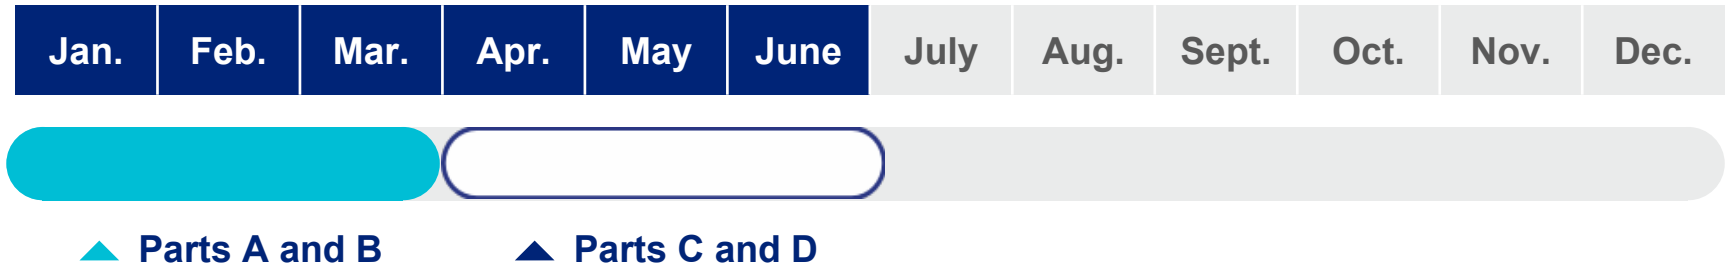 Jan. Feb. Mar. Apr. May June July Aug. Sept. Oct. Nov. Dec.
Parts A and B Parts C and D